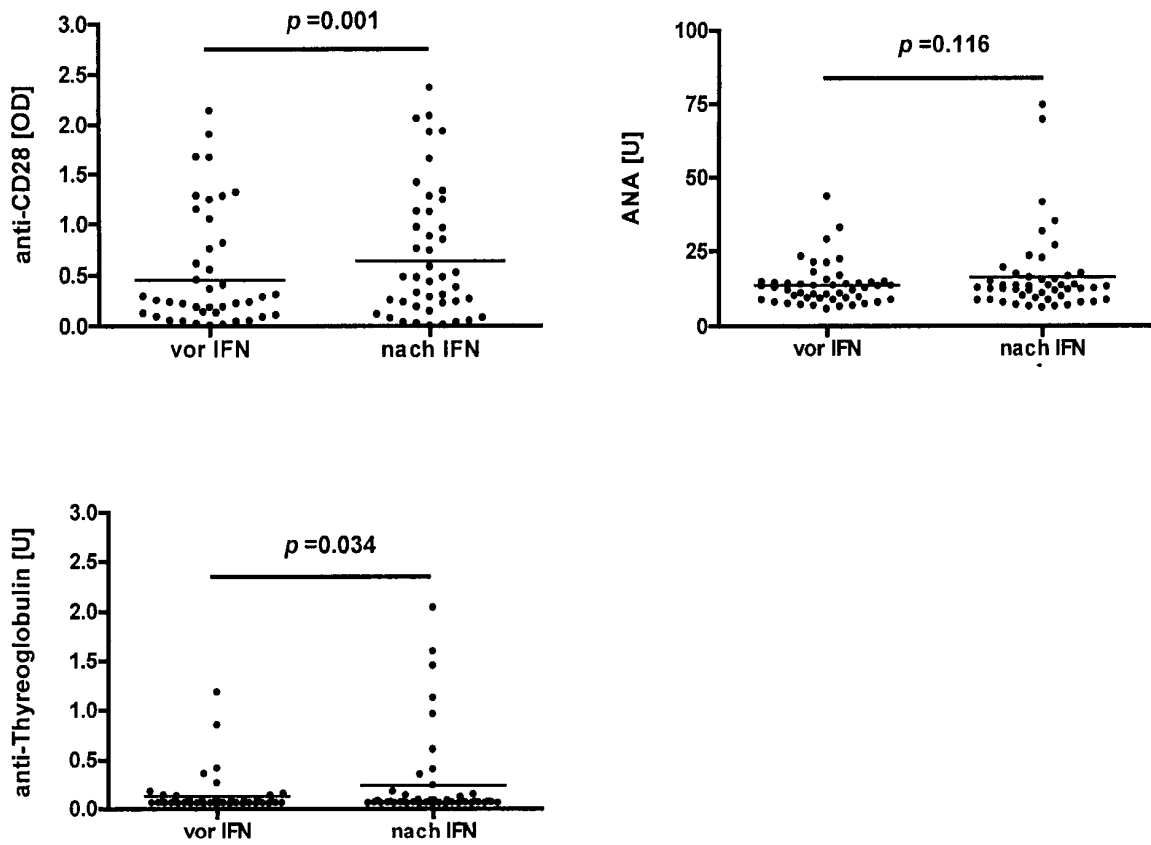 p =0.001
3.0
2.5
2.0
1.5
1.0
0.5
0.0
anti-CD28 [OD]
vor IFN nach IFN
p =0.116
100
75
50
25
0
ANA [U]
vor IFN nach IFN
p =0.034
3.0
2.5
2.0
1.5
1.0
0.5
0.0
anti-Thyreoglobulin [U]
vor IFN nach IFN